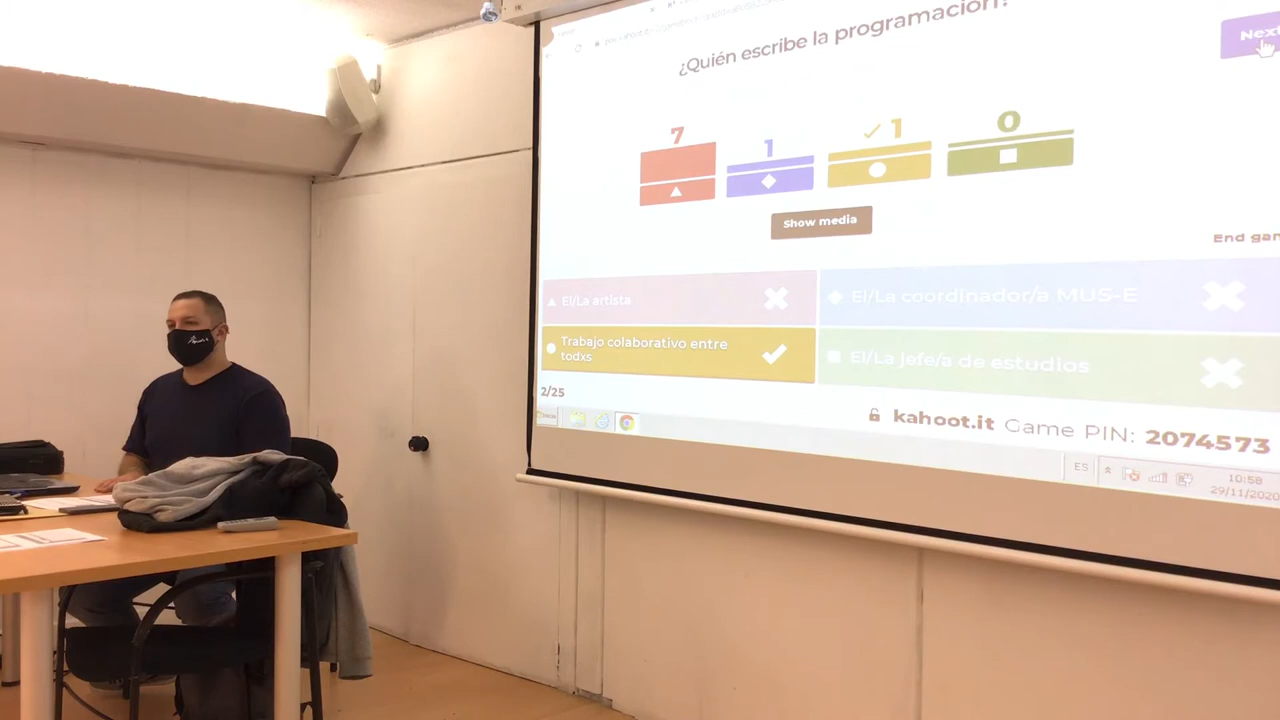 ¿Quién escribe la programación?
Next
7
1
1
0
Show media
End gam
El/La artista
El/La coordinador/a MUS-E
Trabajo colaborativo entre
todxs
El/La jefe/a de estudios
2/25
kahoot.it Game PIN: 2074573
ES
10:58
29/11/2020